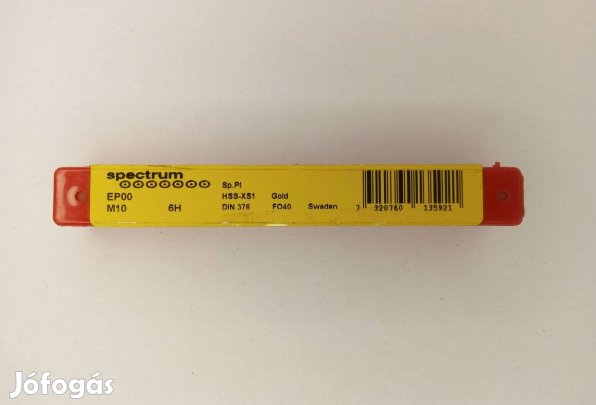 spectrum
Sp.Pt
EP00 HSS-XS1 Gold
M10 6H DIN 376 FO40 Sweden 7 320760 135921
Jófogás